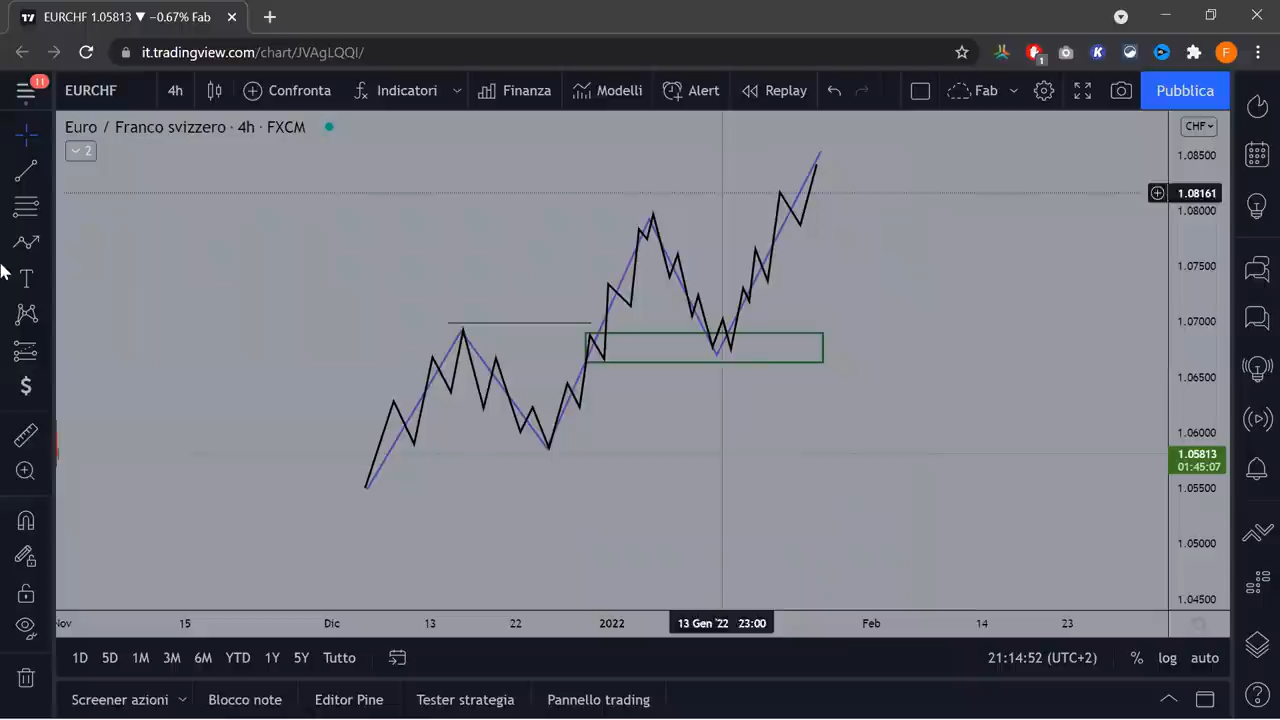 EURCHF 1.05813 ▼ −0.67% Fab
it.tradingview.com/chart/JVAgLQQI/
1
F
11
EURCHF
4h
Confronta
Indicatori
Finanza
Modelli
Alert
Replay
Fab
Pubblica
Euro / Franco svizzero · 4h · FXCM
2
CHF
1.08500
1.08161
1.08000
1.07500
1.07000
1.06500
1.06000
1.05813
01:45:07
1.05500
1.05000
1.04500
Nov
15
Dic
13
22
2022
13 Gen '22 23:00
Feb
14
23
1D 5D 1M 3M 6M YTD 1Y 5Y Tutto
21:14:52 (UTC+2)
% log auto
Screener azioni
Blocco note
Editor Pine
Tester strategia
Pannello trading